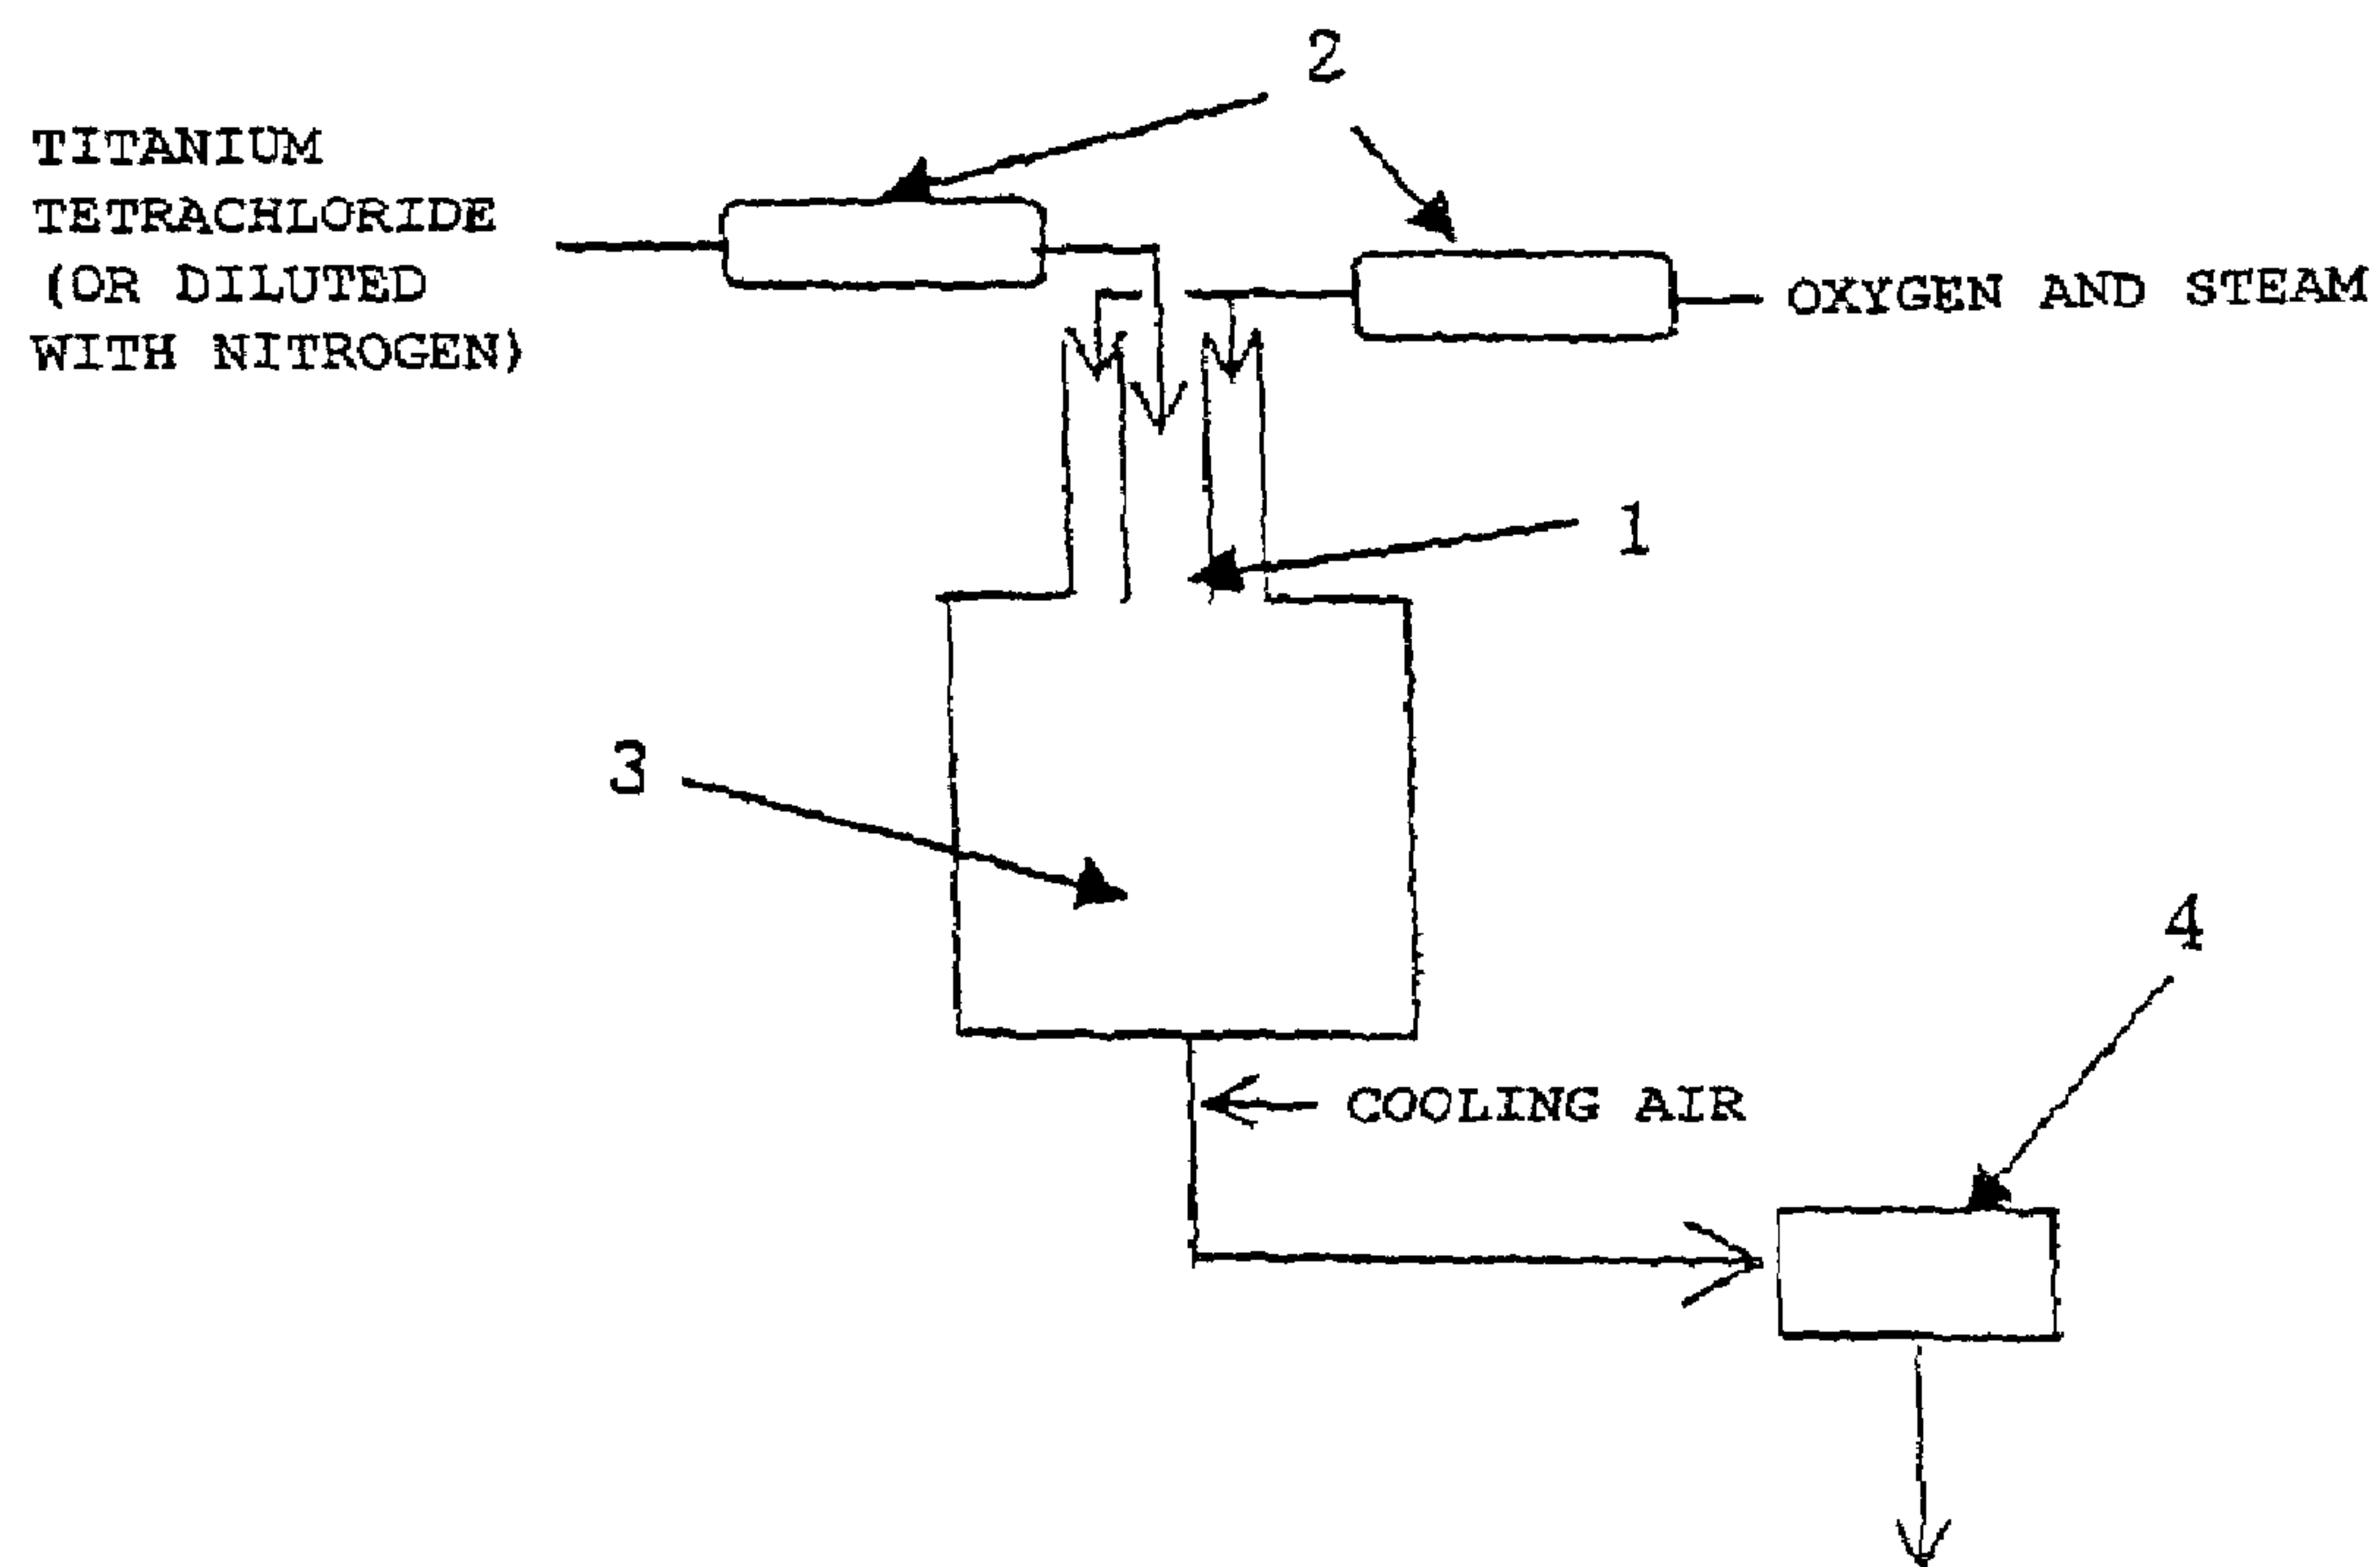 2
TITANIUM
TETRACHLORIDE
(OR DILUTED
WITH NITROGEN)
OXYGEN AND STEAM
1
3
4
COOLING AIR